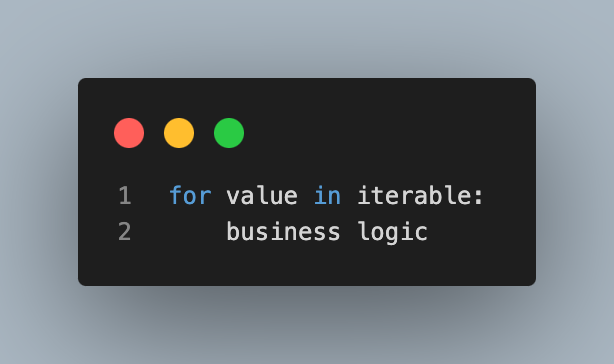 1 for value in iterable:
2     business logic